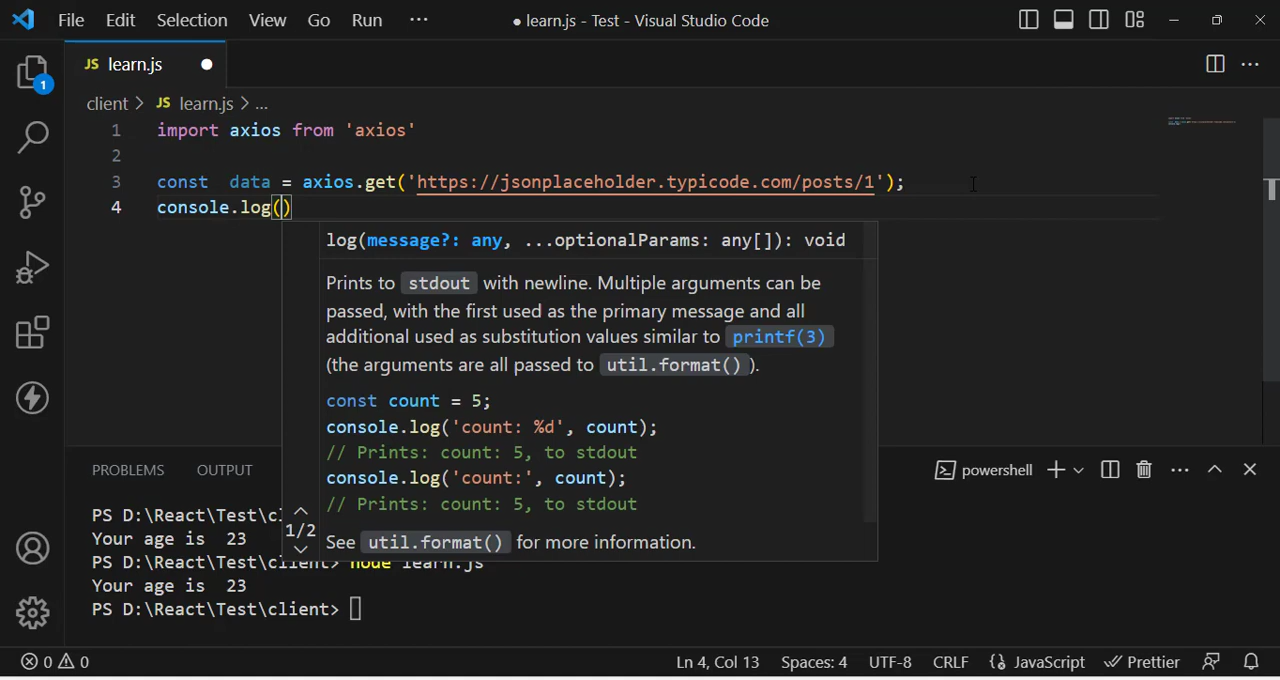 File Edit Selection View Go Run ··· ● learn.js - Test - Visual Studio Code
JS learn.js ●
client > JS learn.js > ...
1 import axios from 'axios'
2
3 const  data = axios.get('https://jsonplaceholder.typicode.com/posts/1');
4 console.log()
log(message?: any, ...optionalParams: any[]): void
Prints to stdout with newline. Multiple arguments can be
passed, with the first used as the primary message and all
additional used as substitution values similar to printf(3)
(the arguments are all passed to util.format() ).
const count = 5;
console.log('count: %d', count);
// Prints: count: 5, to stdout
console.log('count:', count);
// Prints: count: 5, to stdout
1/2
See util.format() for more information.
PROBLEMS OUTPUT powershell
PS D:\React\Test\cl
Your age is  23
PS D:\React\Test\client> node learn.js
Your age is  23
PS D:\React\Test\client>
1
0 0 Ln 4, Col 13 Spaces: 4 UTF-8 CRLF JavaScript Prettier